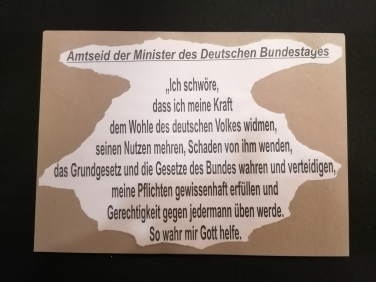 Amtseid der Minister des Deutschen Bundestages
„Ich schwöre,
dass ich meine Kraft
dem Wohle des deutschen Volkes widmen,
seinen Nutzen mehren, Schaden von ihm wenden,
das Grundgesetz und die Gesetze des Bundes wahren und verteidigen,
meine Pflichten gewissenhaft erfüllen und
Gerechtigkeit gegen jedermann üben werde.
So wahr mir Gott helfe.